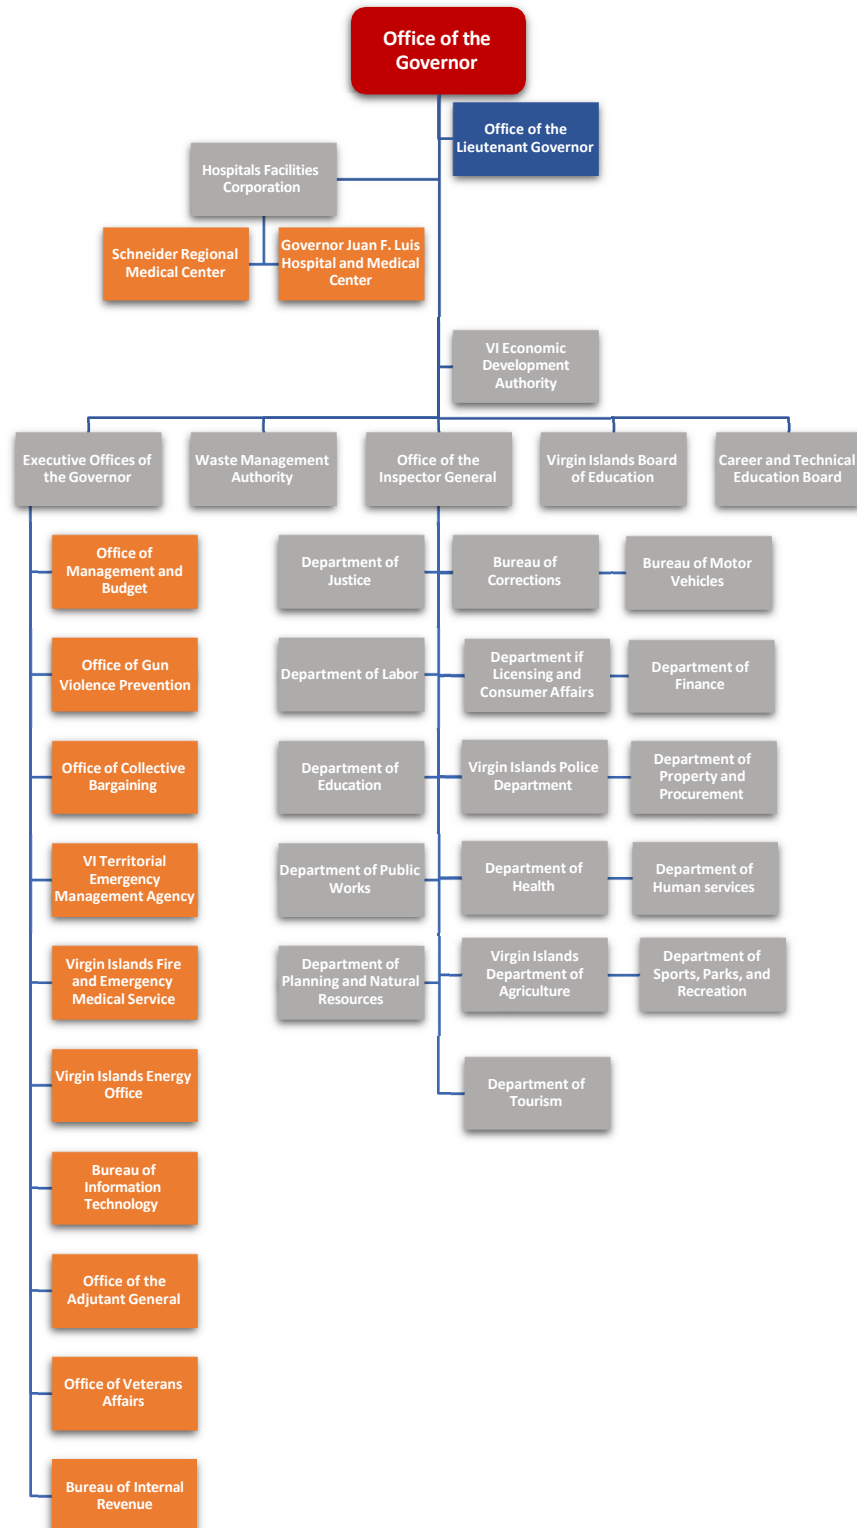 Office of the
Governor
Office of the
Lieutenant Governor
Hospitals Facilities
Corporation
Schneider Regional
Medical Center
Governor Juan F. Luis
Hospital and Medical
Center
VI Economic
Development
Authority
Executive Offices of
the Governor
Waste Management
Authority
Office of the
Inspector General
Virgin Islands Board
of Education
Career and Technical
Education Board
Office of
Management and
Budget
Department of
Justice
Bureau of
Corrections
Bureau of Motor
Vehicles
Office of Gun
Violence Prevention
Department of Labor
Department if
Licensing and
Consumer Affairs
Department of
Finance
Office of Collective
Bargaining
Department of
Education
Virgin Islands Police
Department
Department of
Property and
Procurement
VI Territorial
Emergency
Management Agency
Department of Public
Works
Department of
Health
Department of
Human services
Virgin Islands Fire
and Emergency
Medical Service
Department of
Planning and Natural
Resources
Virgin Islands
Department of
Agriculture
Department of
Sports, Parks, and
Recreation
Virgin Islands Energy
Office
Department of
Tourism
Bureau of
Information
Technology
Office of the
Adjutant General
Office of Veterans
Affairs
Bureau of Internal
Revenue